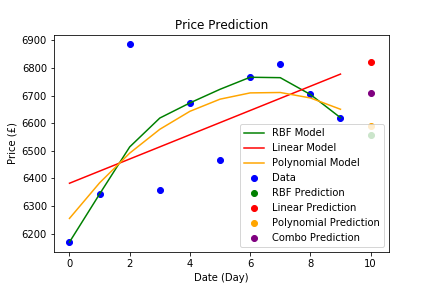 Price Prediction
6900
6800
6700
6600
6500
6400
6300
6200
Price (£)
RBF Model
Linear Model
Polynomial Model
Data
RBF Prediction
Linear Prediction
Polynomial Prediction
Combo Prediction
0 2 4 6 8 10
Date (Day)